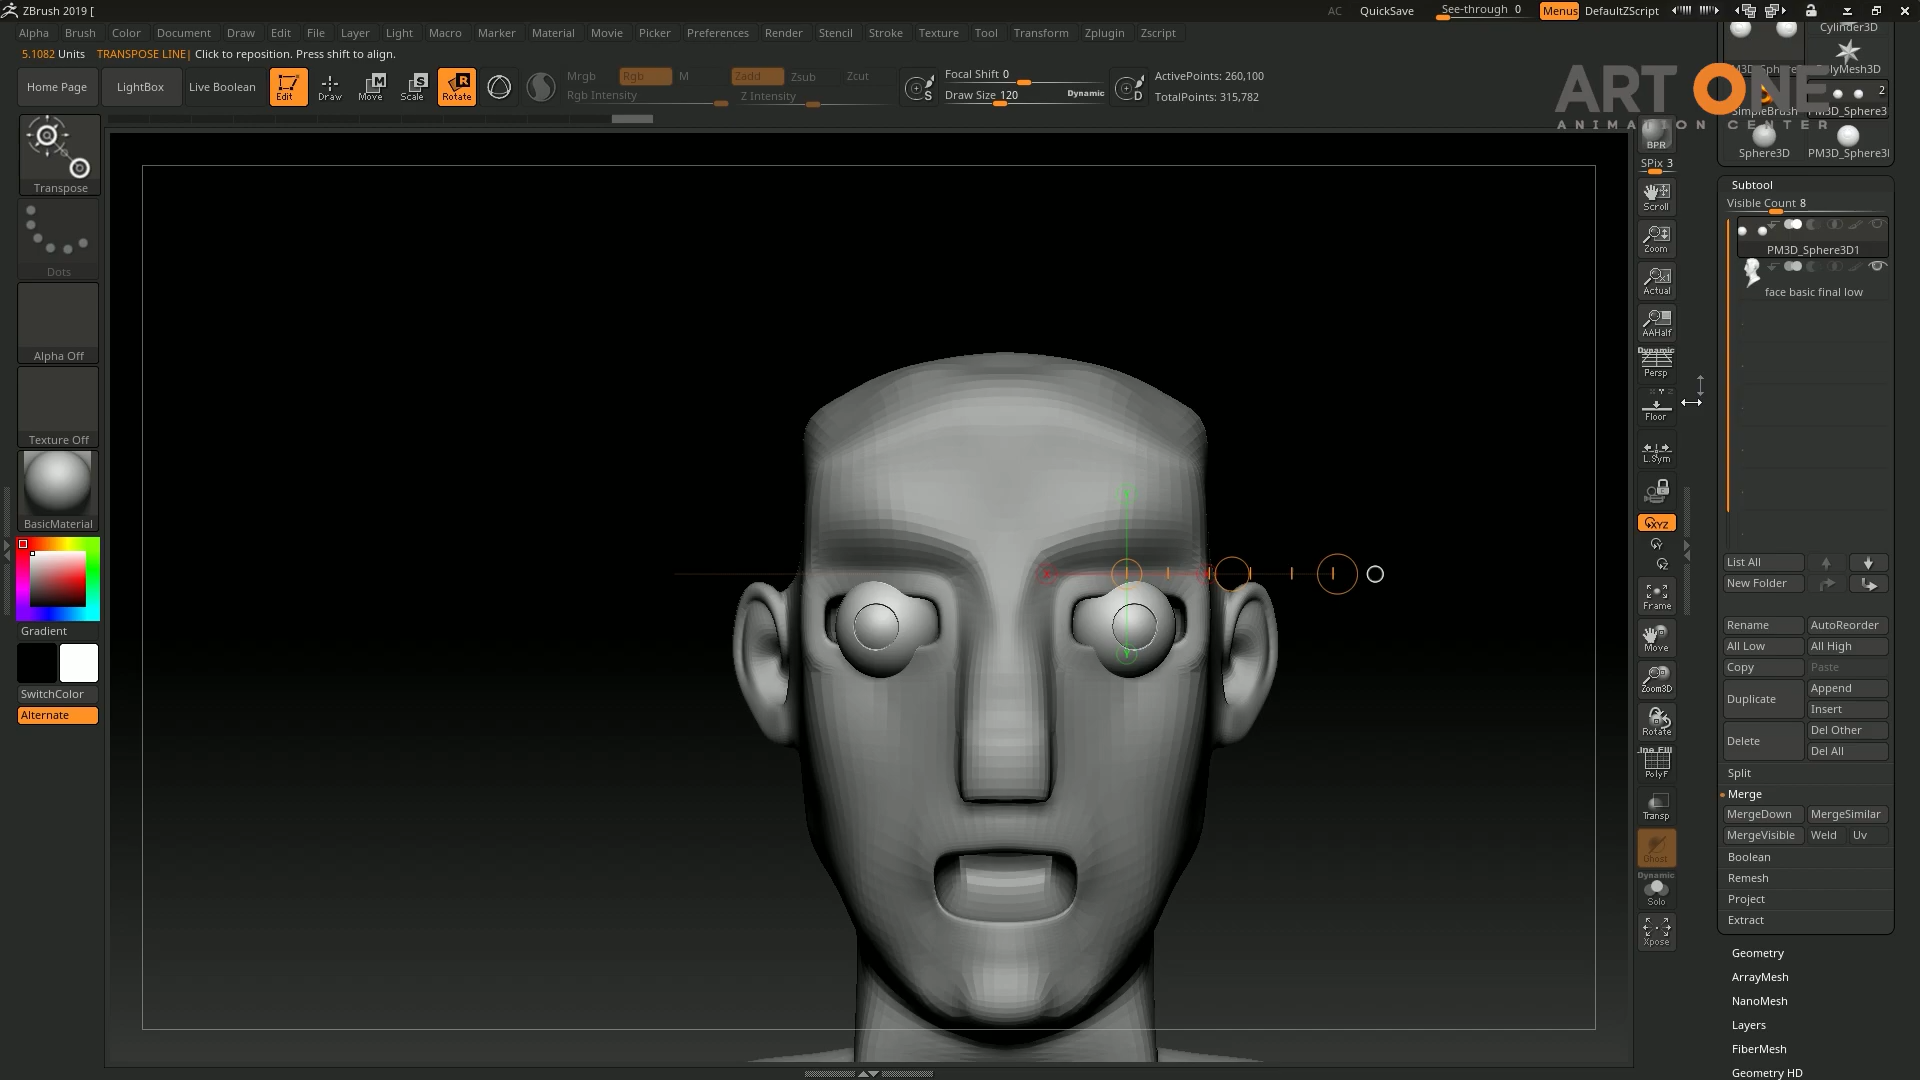 ZBrush 2019 [
AC QuickSave See-through 0 Menus DefaultZScript
Alpha Brush Color Document Draw Edit File Layer Light Macro Marker Material Movie Picker Preferences Render Stencil Stroke Texture Tool Transform Zplugin Zscript
5.1082 Units TRANSPOSE LINE| Click to reposition. Press shift to align.
Home Page LightBox Live Boolean Edit Draw Move Scale Rotate
Mrgb Rgb M Zadd Zsub Zcut
Rgb Intensity Z Intensity
Focal Shift 0
Draw Size 120 Dynamic
ActivePoints: 260,100
TotalPoints: 315,782
ART ONE
ANIMATION CENTER
Transpose
Dots
Alpha Off
Texture Off
BasicMaterial
Gradient
SwitchColor
Alternate
BPR
SPix 3
Scroll
Zoom
Actual
AAHalf
Dynamic
Persp
Floor
L.Sym
XYZ
Y
Z
Frame
Move
Zoom3D
Rotate
Line Fill
PolyF
Transp
Ghost
Dynamic
Solo
Xpose
Cylinder3D
PolyMesh3D
2
SimpleBrush PM3D_Sphere3
Sphere3D PM3D_Sphere3I
Subtool
Visible Count 8
PM3D_Sphere3D1
face basic final low
List All
New Folder
Rename AutoReorder
All Low All High
Copy Paste
Duplicate Append
Insert
Delete Del Other
Del All
Split
Merge
MergeDown MergeSimilar
MergeVisible Weld Uv
Boolean
Remesh
Project
Extract
Geometry
ArrayMesh
NanoMesh
Layers
FiberMesh
Geometry HD